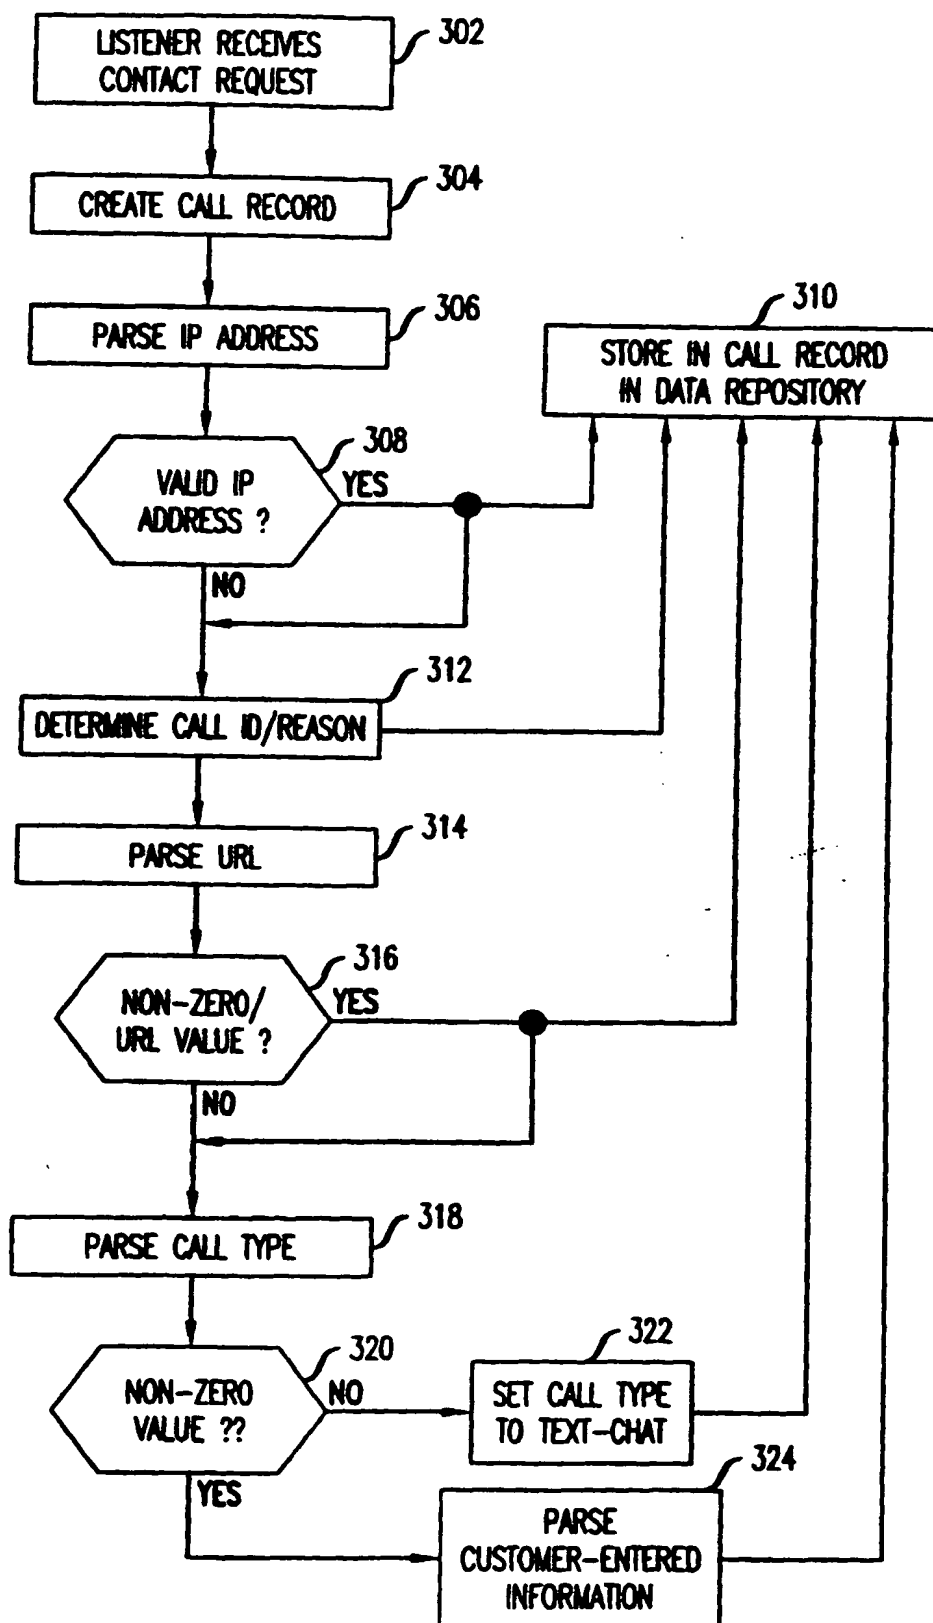 LISTENER RECEIVES
CONTACT REQUEST
302
CREATE CALL RECORD
304
PARSE IP ADDRESS
306
310
STORE IN CALL RECORD
IN DATA REPOSITORY
308
VALID IP
ADDRESS ?
YES
NO
312
DETERMINE CALL ID/REASON
314
PARSE URL
316
NON-ZERO/
URL VALUE ?
YES
NO
318
PARSE CALL TYPE
320
NON-ZERO
VALUE ??
NO
YES
322
SET CALL TYPE
TO TEXT-CHAT
324
PARSE
CUSTOMER-ENTERED
INFORMATION